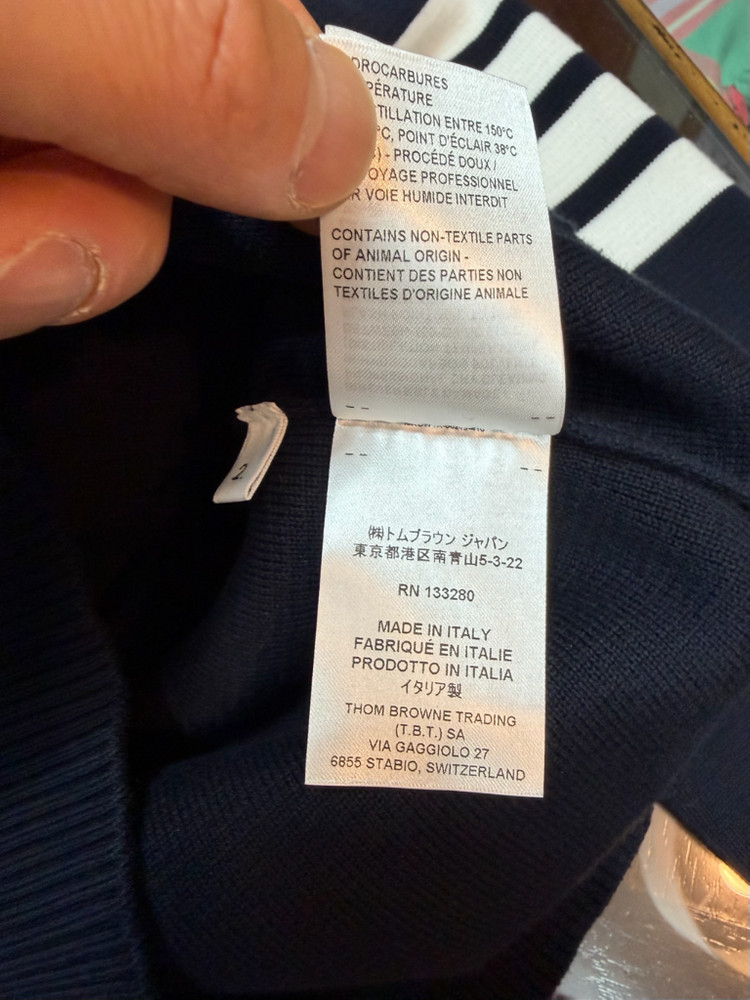 DROCARBURES
PÉRATURE
TILLATION ENTRE 150°C
°C, POINT D'ÉCLAIR 38°C
) - PROCÉDÉ DOUX /
OYAGE PROFESSIONNEL
R VOIE HUMIDE INTERDIT
CONTAINS NON-TEXTILE PARTS
OF ANIMAL ORIGIN -
CONTIENT DES PARTIES NON
TEXTILES D'ORIGINE ANIMALE
2
㈱トムブラウン ジャパン
東京都港区南青山5-3-22
RN 133280
MADE IN ITALY
FABRIQUÉ EN ITALIE
PRODOTTO IN ITALIA
イタリア製
THOM BROWNE TRADING
(T.B.T.) SA
VIA GAGGIOLO 27
6855 STABIO, SWITZERLAND